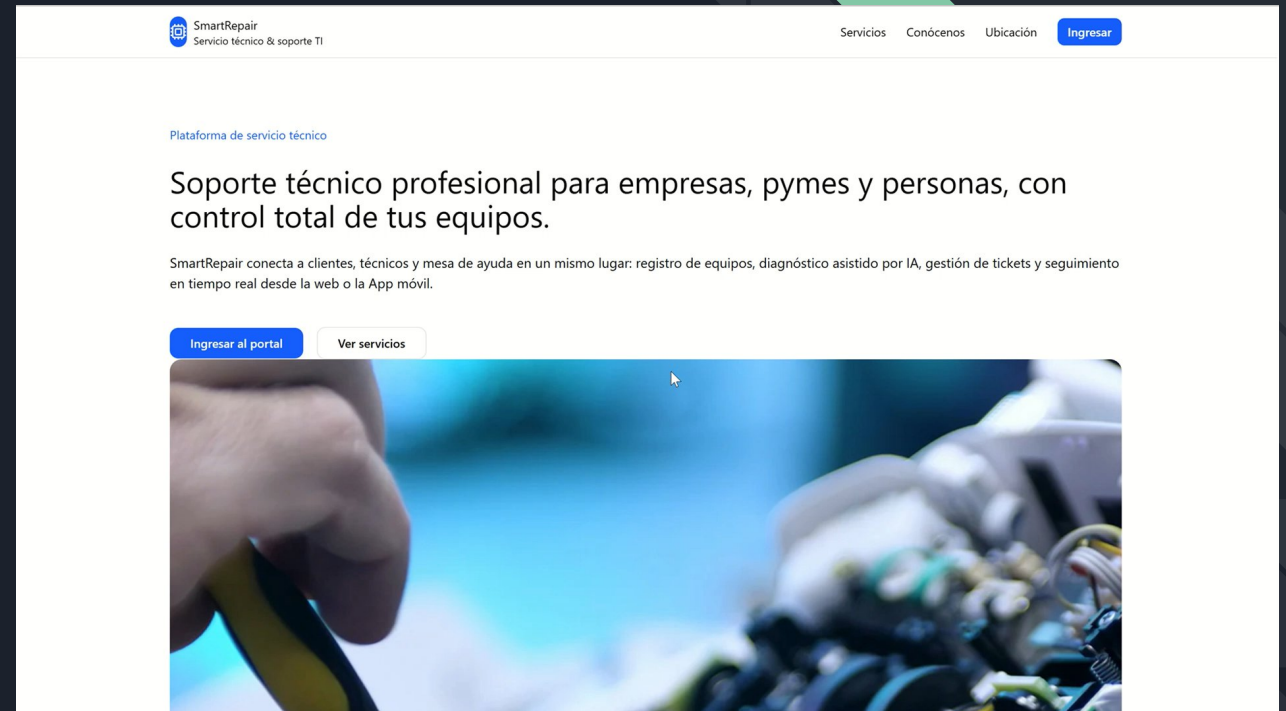 SmartRepair
Servicio técnico & soporte TI
Servicios
Conócenos
Ubicación
Ingresar
Plataforma de servicio técnico
Soporte técnico profesional para empresas, pymes y personas, con
control total de tus equipos.
SmartRepair conecta a clientes, técnicos y mesa de ayuda en un mismo lugar: registro de equipos, diagnóstico asistido por IA, gestión de tickets y seguimiento
en tiempo real desde la web o la App móvil.
Ingresar al portal
Ver servicios